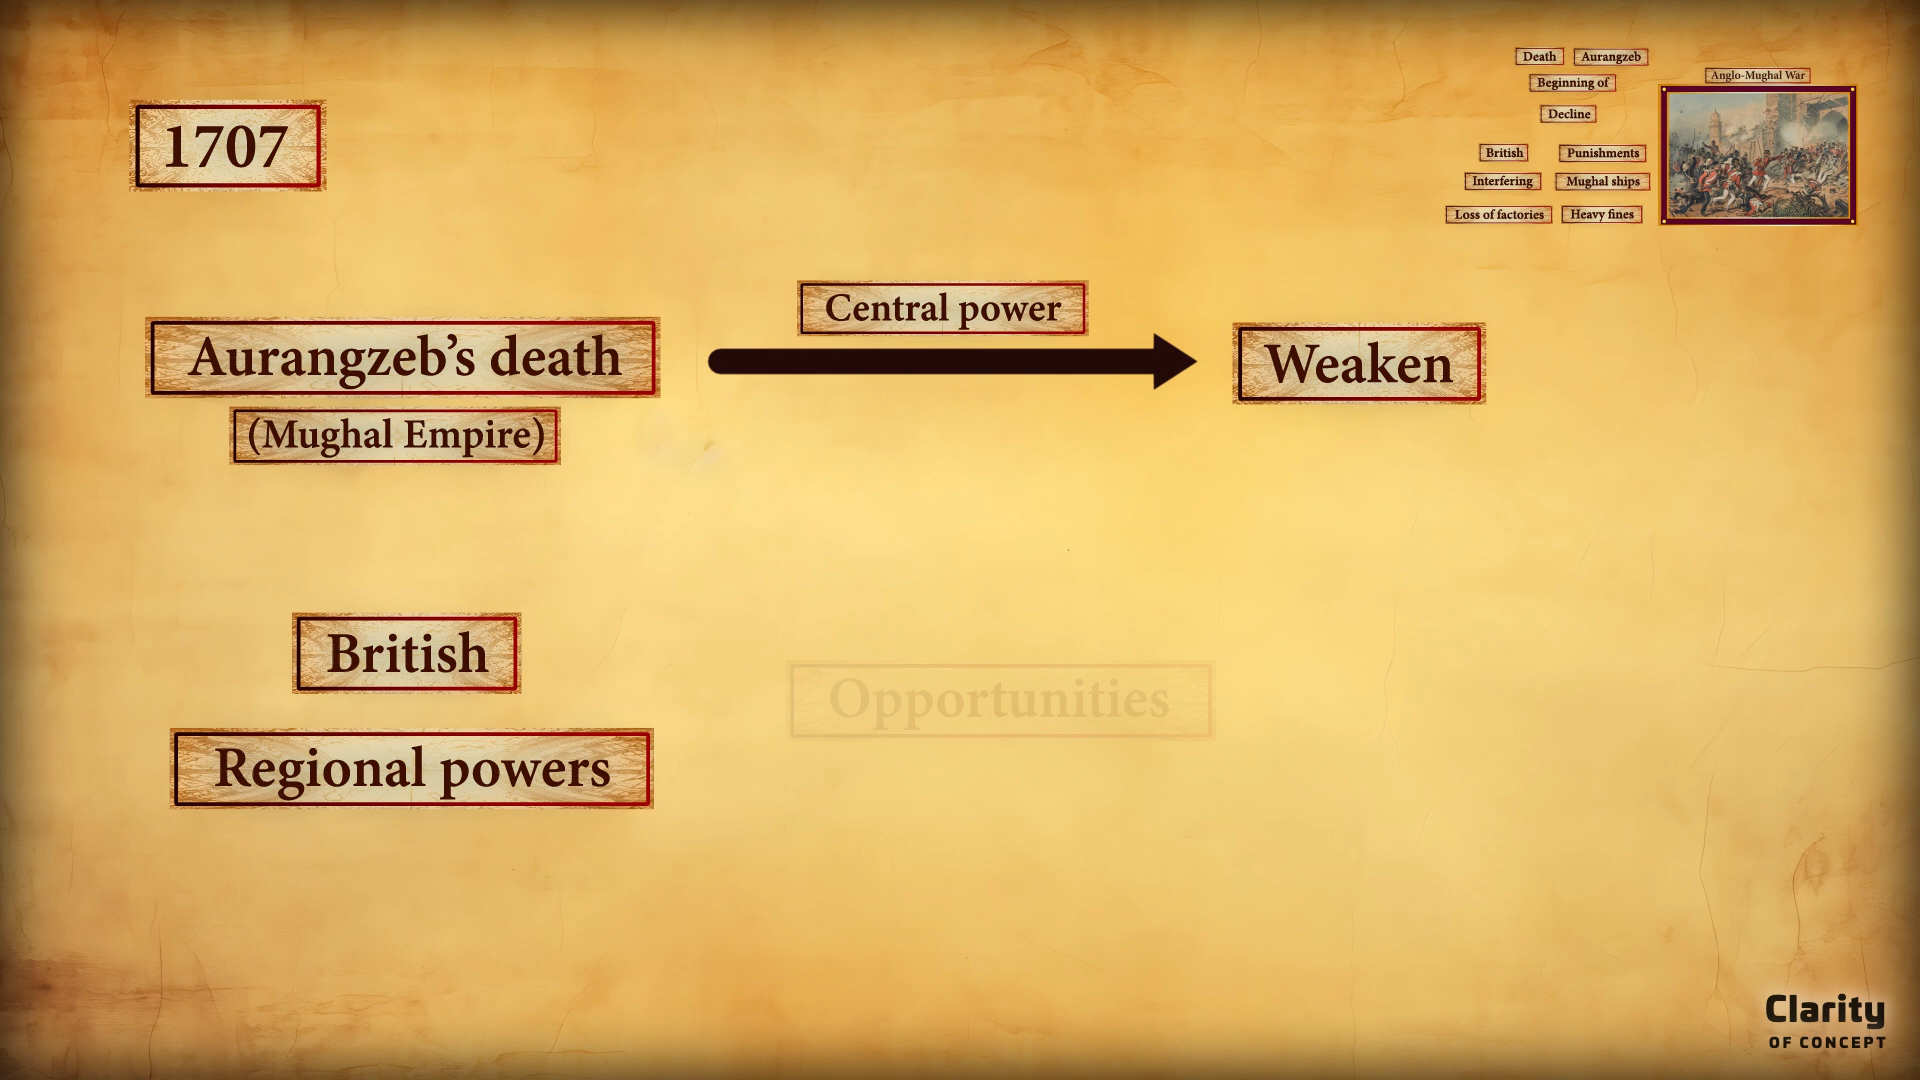 1707
Aurangzeb’s death
(Mughal Empire)
Central power
Weaken
British
Regional powers
Opportunities
Death Aurangzeb
Beginning of
Decline
British Punishments
Interfering Mughal ships
Loss of factories Heavy fines
Anglo-Mughal War
Clarity
OF CONCEPT